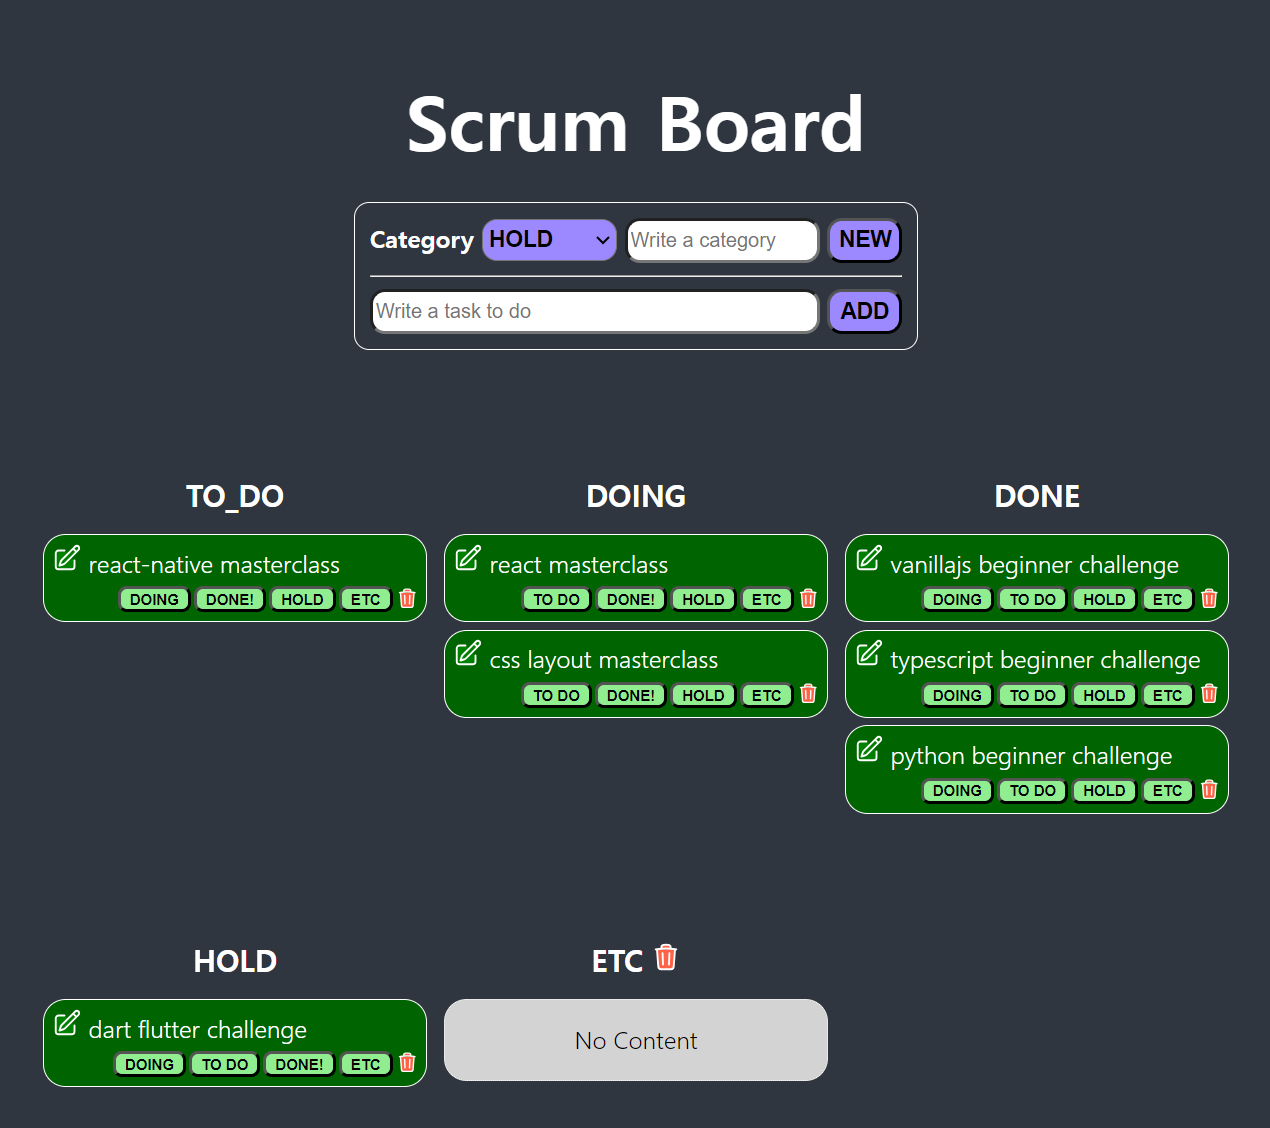 Scrum Board
Category HOLD Write a category NEW
Write a task to do ADD
TO_DO
react-native masterclass
DOING DONE! HOLD ETC
DOING
react masterclass
TO DO DONE! HOLD ETC
css layout masterclass
TO DO DONE! HOLD ETC
DONE
vanillajs beginner challenge
DOING TO DO HOLD ETC
typescript beginner challenge
DOING TO DO HOLD ETC
python beginner challenge
DOING TO DO HOLD ETC
HOLD
dart flutter challenge
DOING TO DO DONE! ETC
ETC
No Content